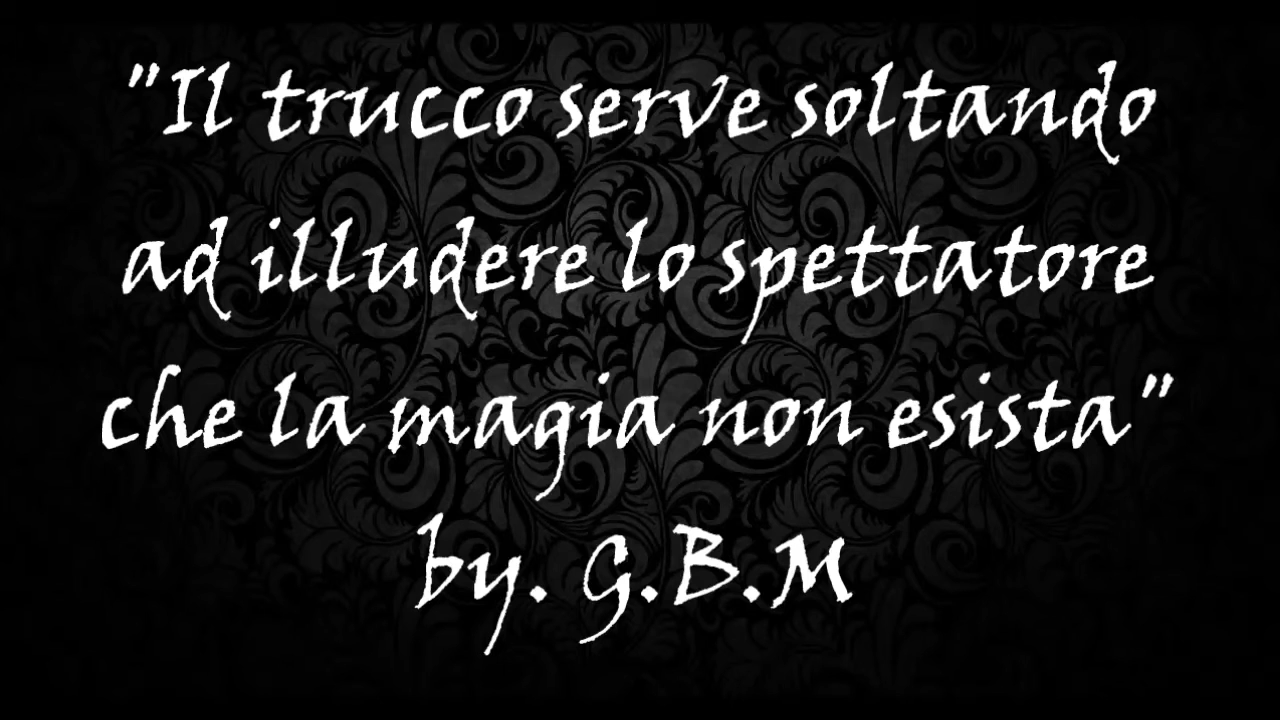 "Il trucco serve soltando
ad illudere lo spettatore
che la magia non esista"
by. G.B.M